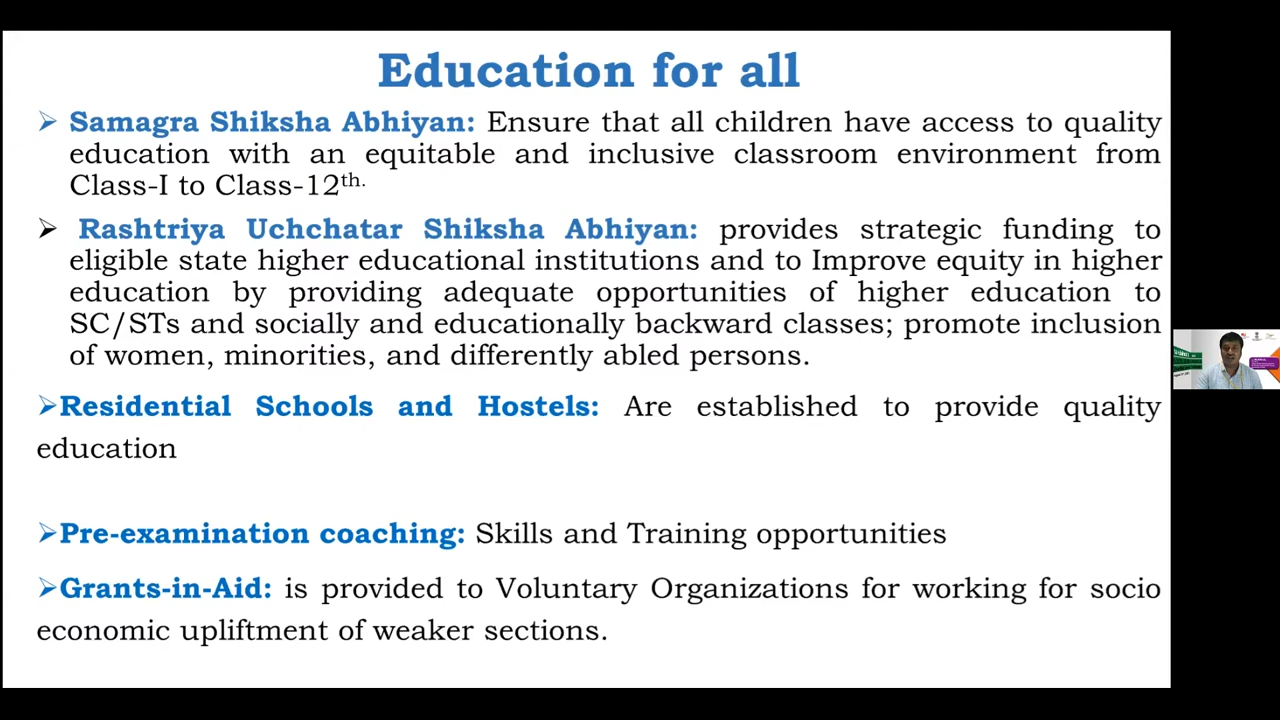 Education for all
➢ Samagra Shiksha Abhiyan: Ensure that all children have access to quality
education with an equitable and inclusive classroom environment from
Class-I to Class-12th.
➢ Rashtriya Uchchatar Shiksha Abhiyan: provides strategic funding to
eligible state higher educational institutions and to Improve equity in higher
education by providing adequate opportunities of higher education to
SC/STs and socially and educationally backward classes; promote inclusion
of women, minorities, and differently abled persons.
➢Residential Schools and Hostels: Are established to provide quality
education
➢Pre-examination coaching: Skills and Training opportunities
➢Grants-in-Aid: is provided to Voluntary Organizations for working for socio
economic upliftment of weaker sections.